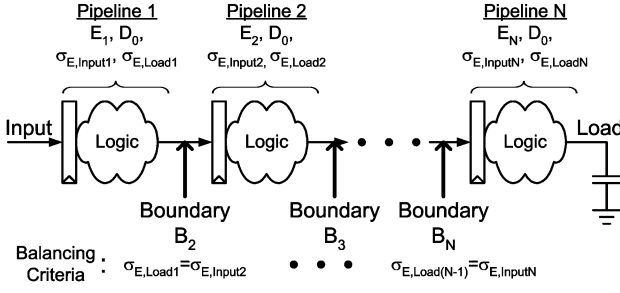 Pipeline 1 Pipeline 2 Pipeline N
E1, D0, E2, D0, EN, D0,
σE,Input1, σE,Load1 σE,Input2, σE,Load2 σE,InputN, σE,LoadN
Input Logic Logic • • • Logic Load
Boundary Boundary Boundary
B2 B3 BN
Balancing Criteria : σE,Load1=σE,Input2 • • • σE,Load(N-1)=σE,InputN